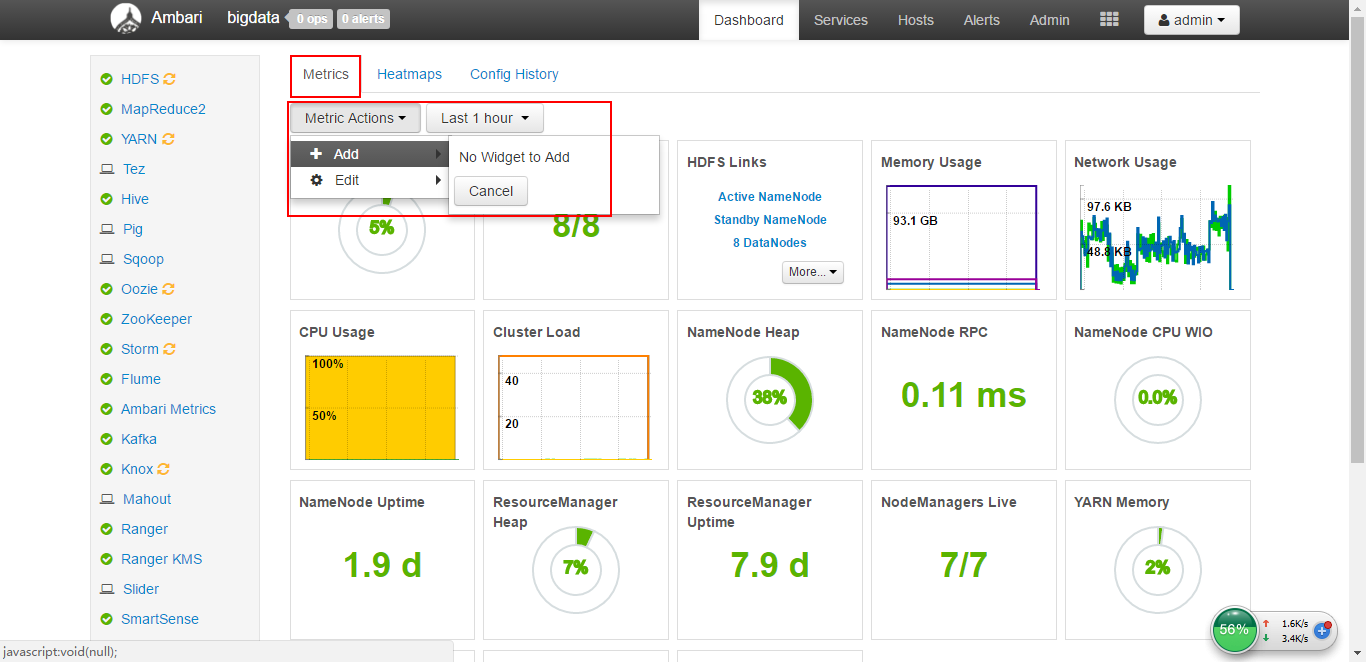 Ambari bigdata 0 ops 0 alerts Dashboard Services Hosts Alerts Admin admin
HDFS
MapReduce2
YARN
Tez
Hive
Pig
Sqoop
Oozie
ZooKeeper
Storm
Flume
Ambari Metrics
Kafka
Knox
Mahout
Ranger
Ranger KMS
Slider
SmartSense
Metrics Heatmaps Config History
Metric Actions Last 1 hour
Add
Edit
No Widget to Add
Cancel
5%
8/8
HDFS Links
Active NameNode
Standby NameNode
8 DataNodes
More...
Memory Usage
93.1 GB
Network Usage
97.6 KB
48.8 KB
CPU Usage
100%
50%
Cluster Load
40
20
NameNode Heap
38%
NameNode RPC
0.11 ms
NameNode CPU WIO
0.0%
NameNode Uptime
1.9 d
ResourceManager
Heap
7%
ResourceManager
Uptime
7.9 d
NodeManagers Live
7/7
YARN Memory
2%
56%
1.6K/s
3.4K/s
javascript:void(null);